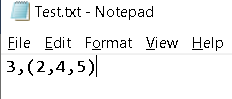 Test.txt - Notepad
File Edit Format View Help
3,(2,4,5)